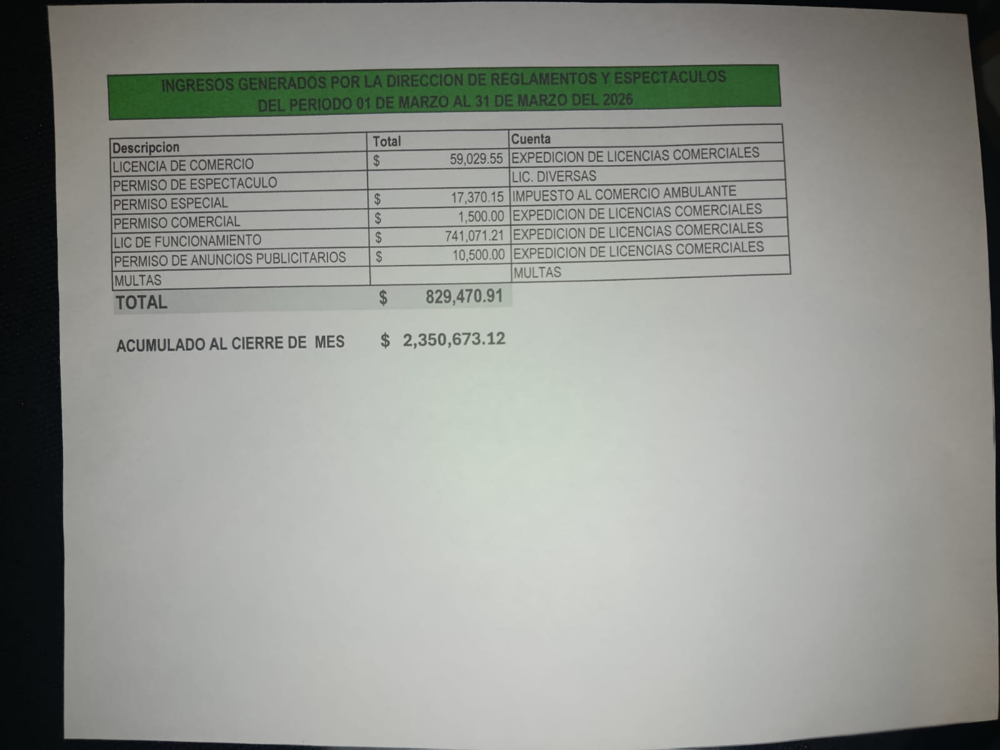 INGRESOS GENERADOS POR LA DIRECCION DE REGLAMENTOS Y ESPECTACULOS
DEL PERIODO 01 DE MARZO AL 31 DE MARZO DEL 2026
Descripcion Total Cuenta
LICENCIA DE COMERCIO $ 59,029.55 EXPEDICION DE LICENCIAS COMERCIALES
PERMISO DE ESPECTACULO LIC. DIVERSAS
PERMISO ESPECIAL $ 17,370.15 IMPUESTO AL COMERCIO AMBULANTE
PERMISO COMERCIAL $ 1,500.00 EXPEDICION DE LICENCIAS COMERCIALES
LIC DE FUNCIONAMIENTO $ 741,071.21 EXPEDICION DE LICENCIAS COMERCIALES
PERMISO DE ANUNCIOS PUBLICITARIOS $ 10,500.00 EXPEDICION DE LICENCIAS COMERCIALES
MULTAS MULTAS
TOTAL $ 829,470.91
ACUMULADO AL CIERRE DE MES $ 2,350,673.12